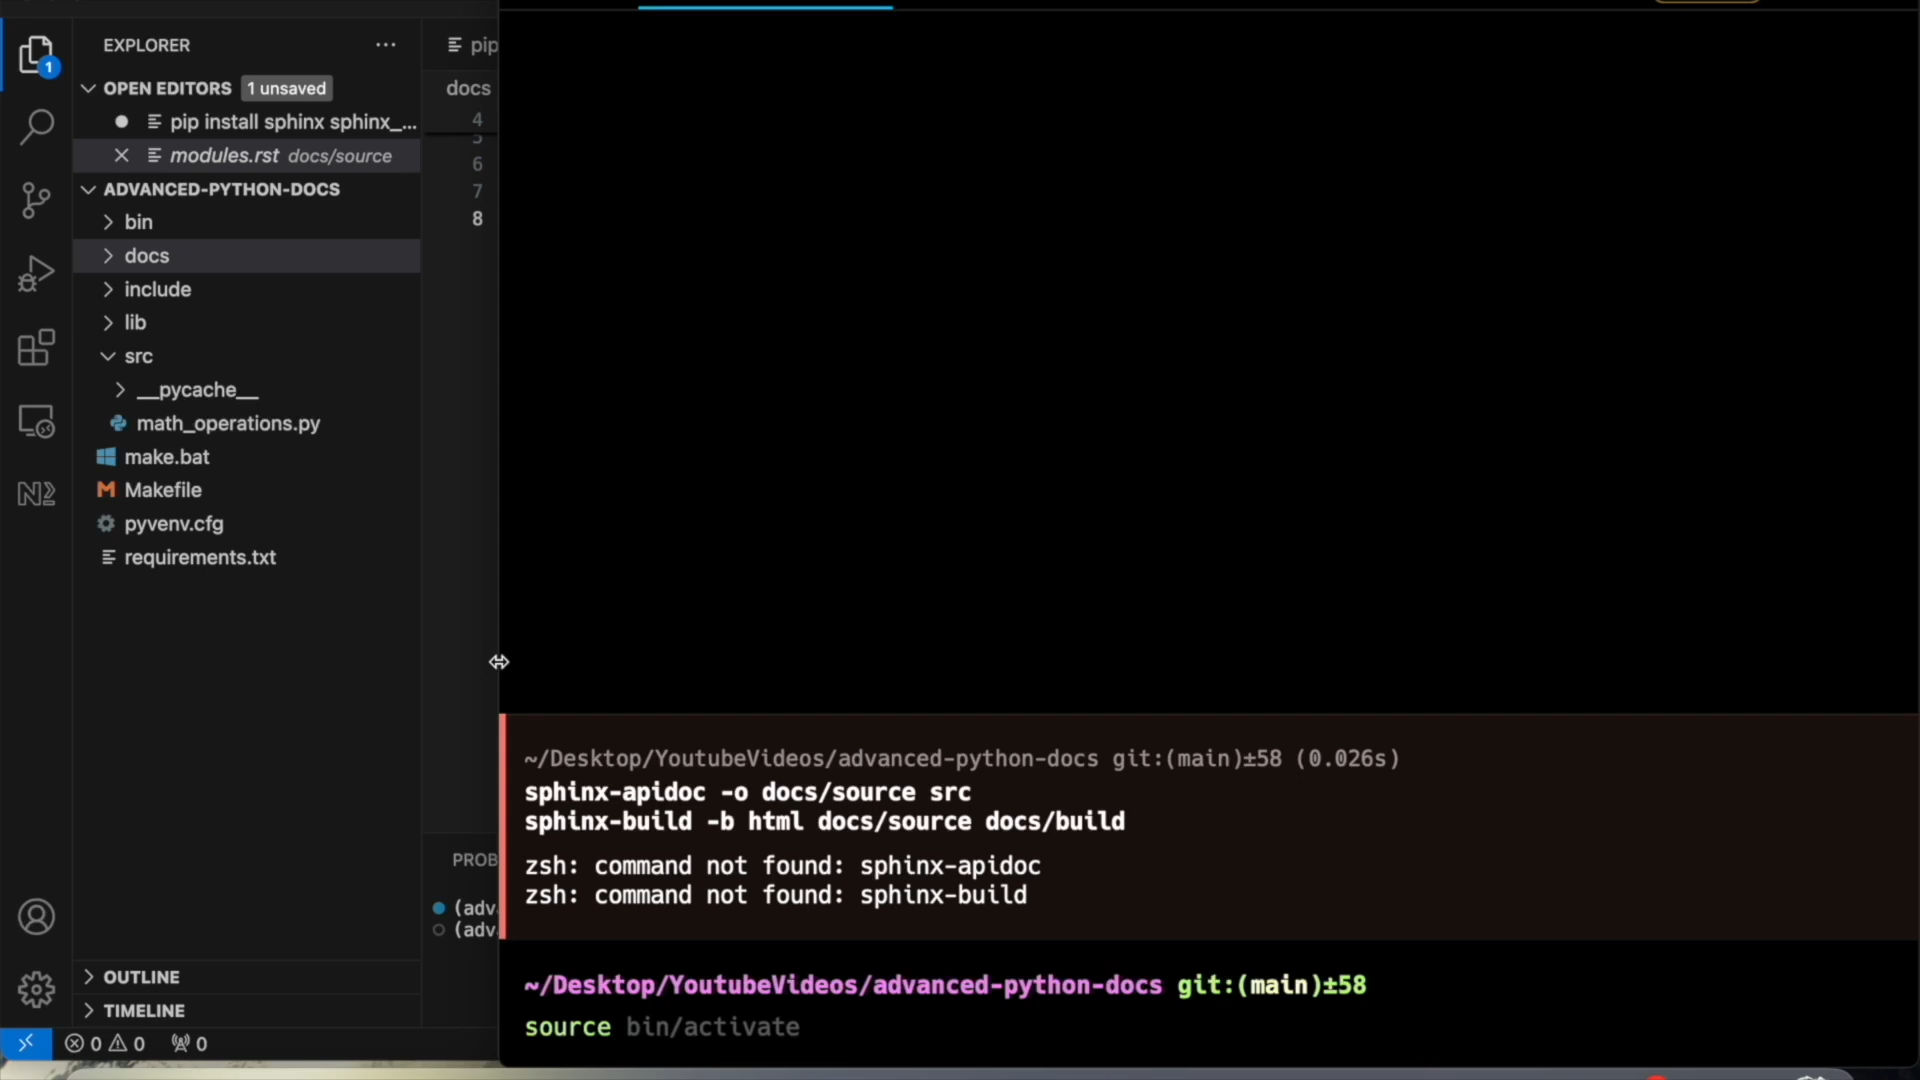 EXPLORER
OPEN EDITORS 1 unsaved
pip install sphinx sphinx_...
modules.rst docs/source
ADVANCED-PYTHON-DOCS
bin
docs
include
lib
src
__pycache__
math_operations.py
make.bat
Makefile
pyvenv.cfg
requirements.txt
OUTLINE
TIMELINE
0 0 0
1
pip
docs
4
5
6
7
8
PROB
(adv
(adv
~/Desktop/YoutubeVideos/advanced-python-docs git:(main)±58 (0.026s)
sphinx-apidoc -o docs/source src
sphinx-build -b html docs/source docs/build
zsh: command not found: sphinx-apidoc
zsh: command not found: sphinx-build
~/Desktop/YoutubeVideos/advanced-python-docs git:(main)±58
source bin/activate